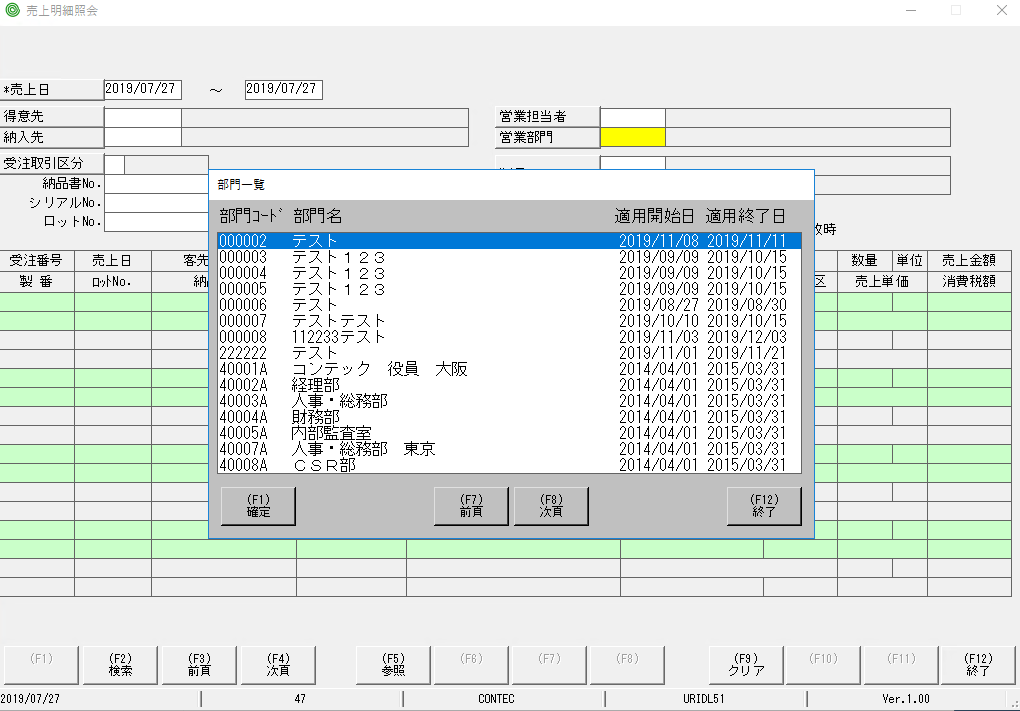 売上明細照会
*売上日 2019/07/27 ～ 2019/07/27
得意先 営業担当者
納入先 営業部門
受注取引区分
納品書No.
シリアルNo.
ロットNo.
部門一覧
部門ｺｰﾄﾞ 部門名 適用開始日 適用終了日
000002 テスト 2019/11/08 2019/11/11
000003 テスト１２３ 2019/09/09 2019/10/15
000004 テスト１２３ 2019/09/09 2019/10/15
000005 テスト１２３ 2019/09/09 2019/10/15
000006 テスト 2019/08/27 2019/08/30
000007 テストテスト 2019/10/10 2019/10/15
000008 112233テスト 2019/11/03 2019/12/03
222222 テスト 2019/11/01 2019/11/21
40001A コンテック　役員　大阪 2014/04/01 2015/03/31
40002A 経理部 2014/04/01 2015/03/31
40003A 人事・総務部 2014/04/01 2015/03/31
40004A 財務部 2014/04/01 2015/03/31
40005A 内部監査室 2014/04/01 2015/03/31
40007A 人事・総務部　東京 2014/04/01 2015/03/31
40008A ＣＳＲ部 2014/04/01 2015/03/31
(F1) 確定
(F7) 前頁
(F8) 次頁
(F12) 終了
時
受注番号 売上日 客先 数量 単位 売上金額
製 番 ﾛｯﾄNo. 納 区 売上単価 消費税額
(F1)
(F2) 検索
(F3) 前頁
(F4) 次頁
(F5) 参照
(F6)
(F7)
(F8)
(F9) クリア
(F10)
(F11)
(F12) 終了
2019/07/27 47 CONTEC URIDL51 Ver.1.00